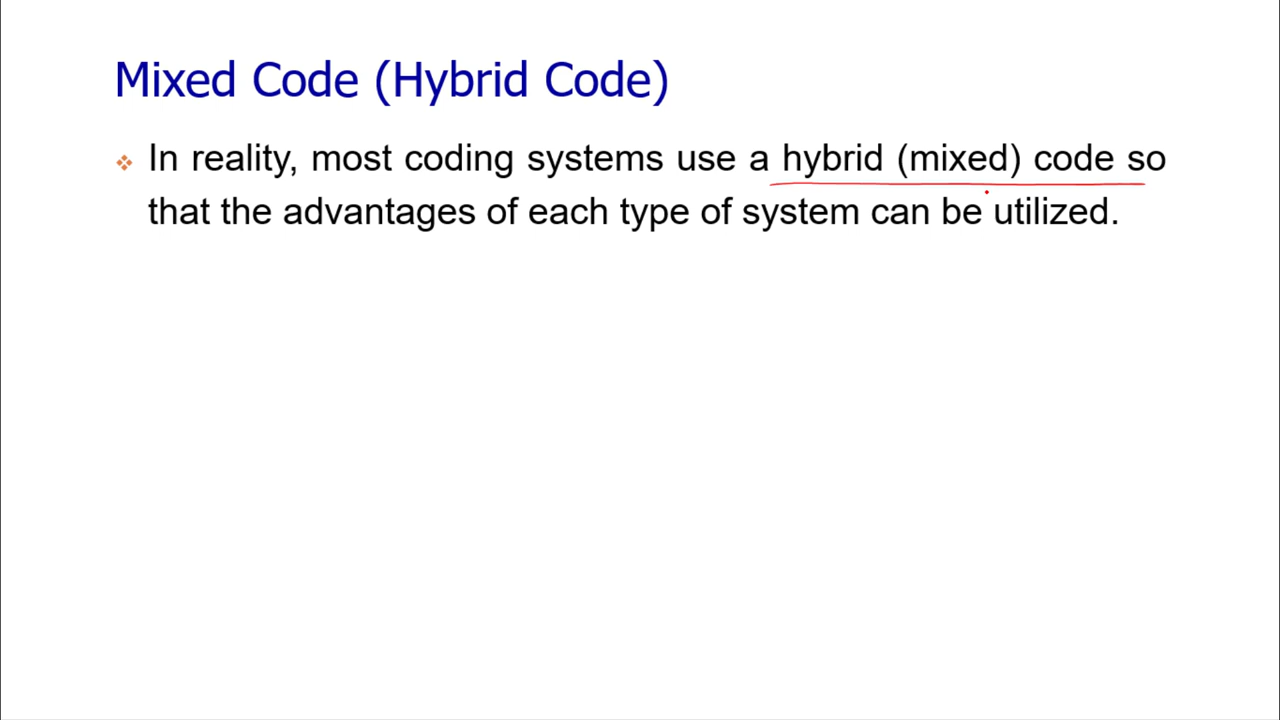 Mixed Code (Hybrid Code)
In reality, most coding systems use a hybrid (mixed) code so
that the advantages of each type of system can be utilized.